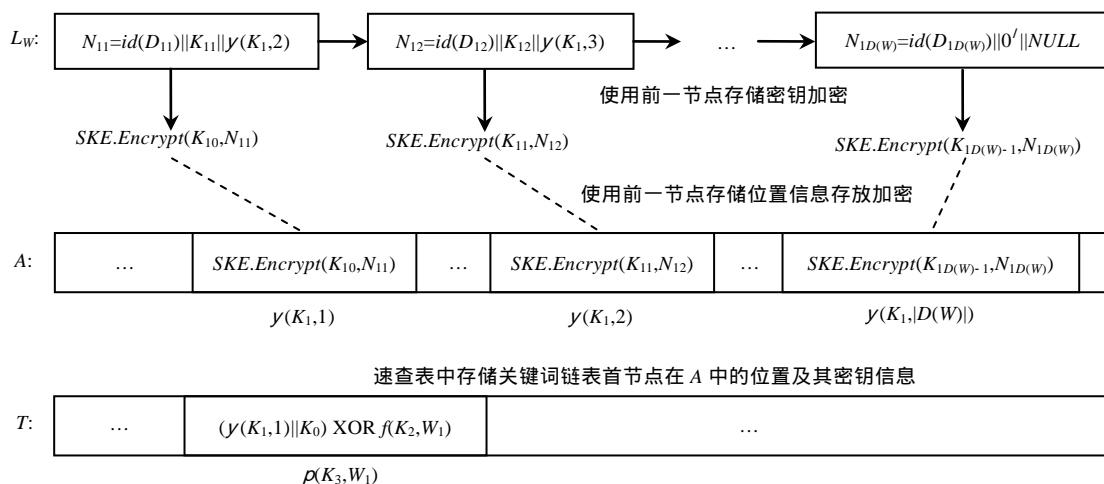 L_W: N_11=id(D_11)||K_11||y(K_1,2) N_12=id(D_12)||K_12||y(K_1,3) … N_1D(W)=id(D_1D(W))||0^l||NULL
使用前一节点存储密钥加密
SKE.Encrypt(K_10,N_11) SKE.Encrypt(K_11,N_12) SKE.Encrypt(K_1D(W)-1,N_1D(W))
使用前一节点存储位置信息存放加密
A: … SKE.Encrypt(K_10,N_11) … SKE.Encrypt(K_11,N_12) … SKE.Encrypt(K_1D(W)-1,N_1D(W))
y(K_1,1) y(K_1,2) y(K_1,|D(W)|)
速查表中存储关键词链表首节点在 A 中的位置及其密钥信息
T: … (y(K_1,1)||K_0) XOR f(K_2,W_1) …
p(K_3,W_1)